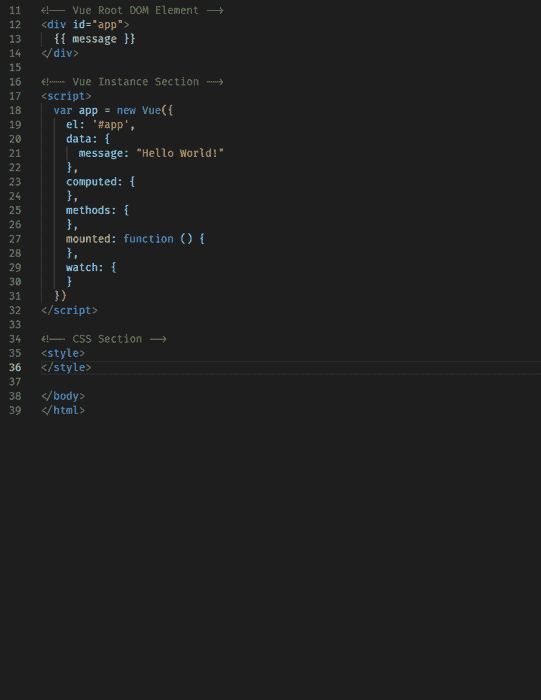 11 <!-- Vue Root DOM Element -->
12 <div id="app">
13   {{ message }}
14 </div>
15
16 <!-- Vue Instance Section -->
17 <script>
18   var app = new Vue({
19     el: '#app',
20     data: {
21       message: "Hello World!"
22     },
23     computed: {
24     },
25     methods: {
26     },
27     mounted: function () {
28     },
29     watch: {
30     }
31   })
32 </script>
33
34 <!-- CSS Section -->
35 <style>
36 </style>
37
38 </body>
39 </html>